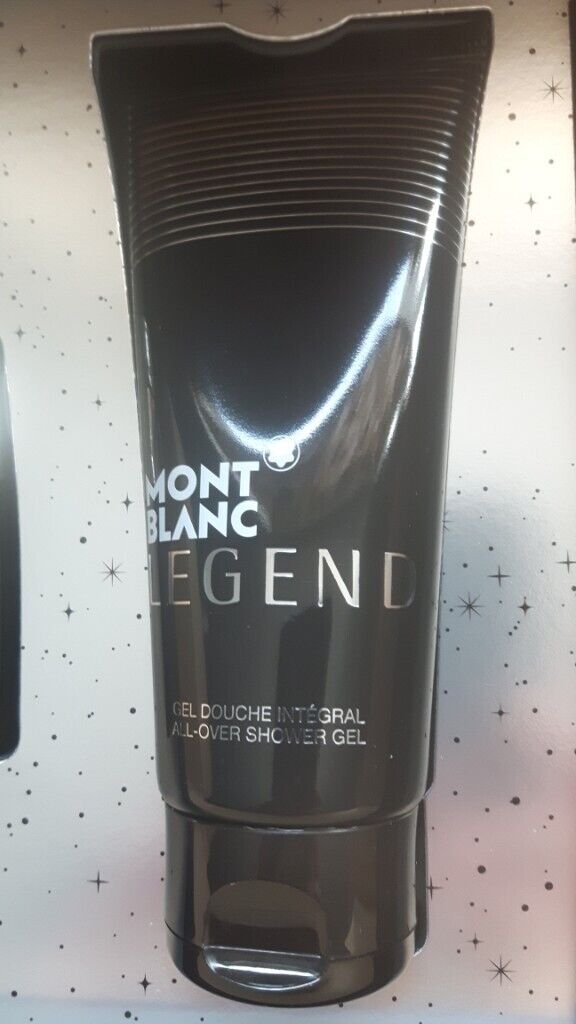 MONT
BLANC
LEGEND
GEL DOUCHE INTÉGRAL
ALL-OVER SHOWER GEL